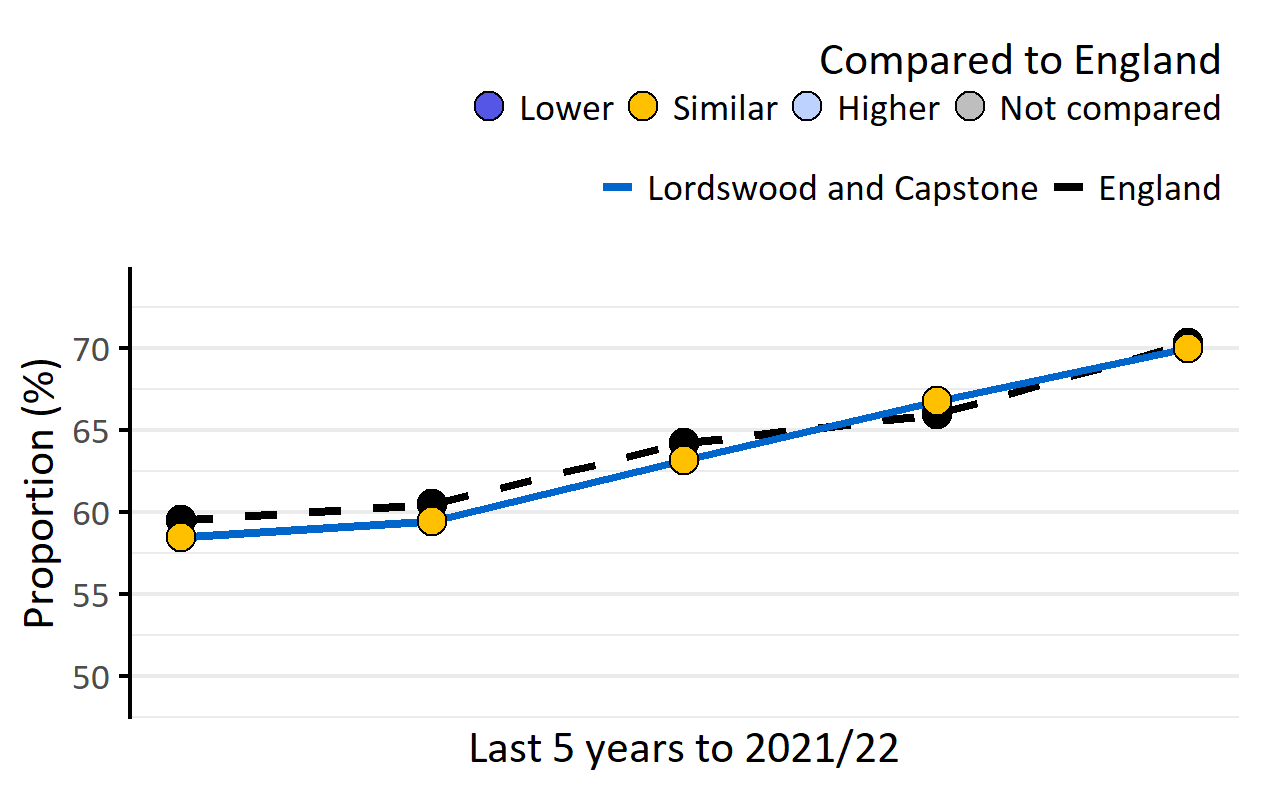 Compared to England
Lower Similar Higher Not compared
Lordswood and Capstone England
Proportion (%)
70
65
60
55
50
Last 5 years to 2021/22